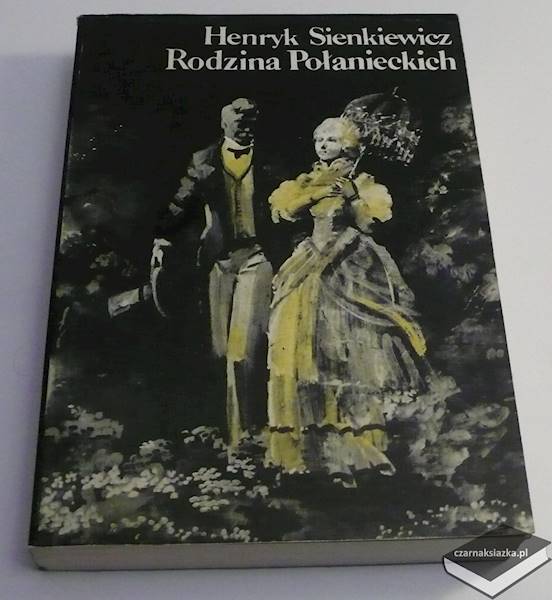 Henryk Sienkiewicz
Rodzina Połanieckich
czarnaksiazka.pl